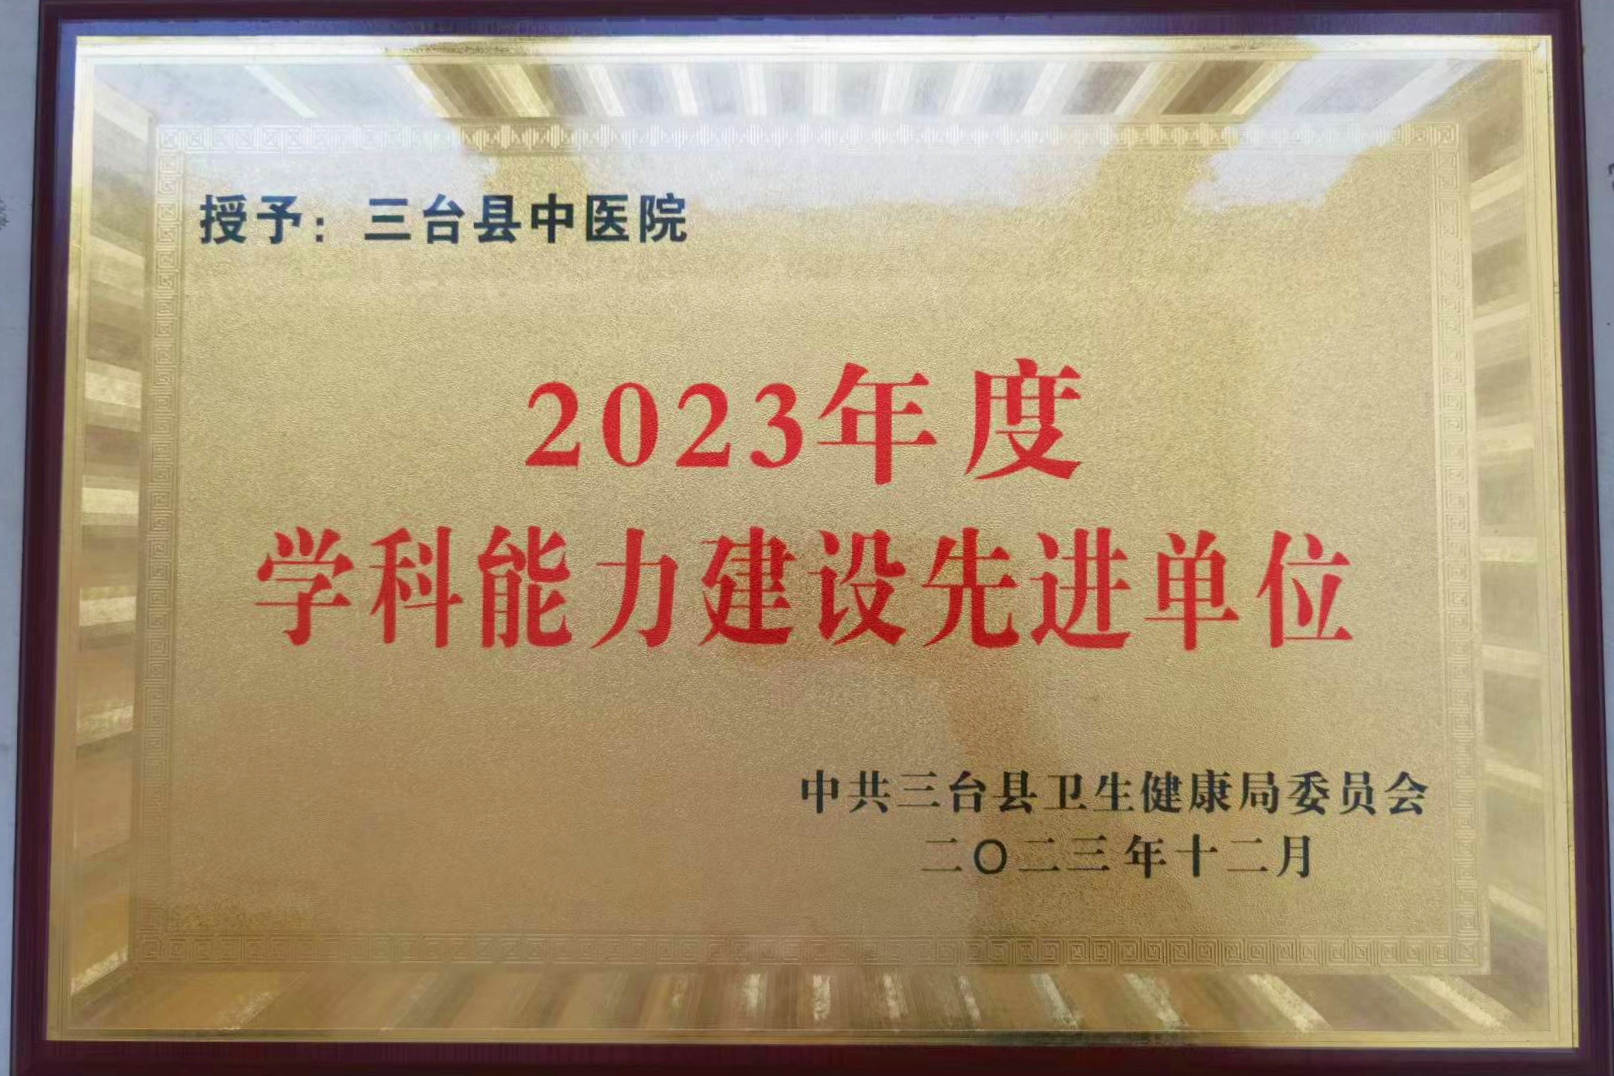 授予：三台县中医院
2023年度
学科能力建设先进单位
中共三台县卫生健康局委员会
二〇二三年十二月